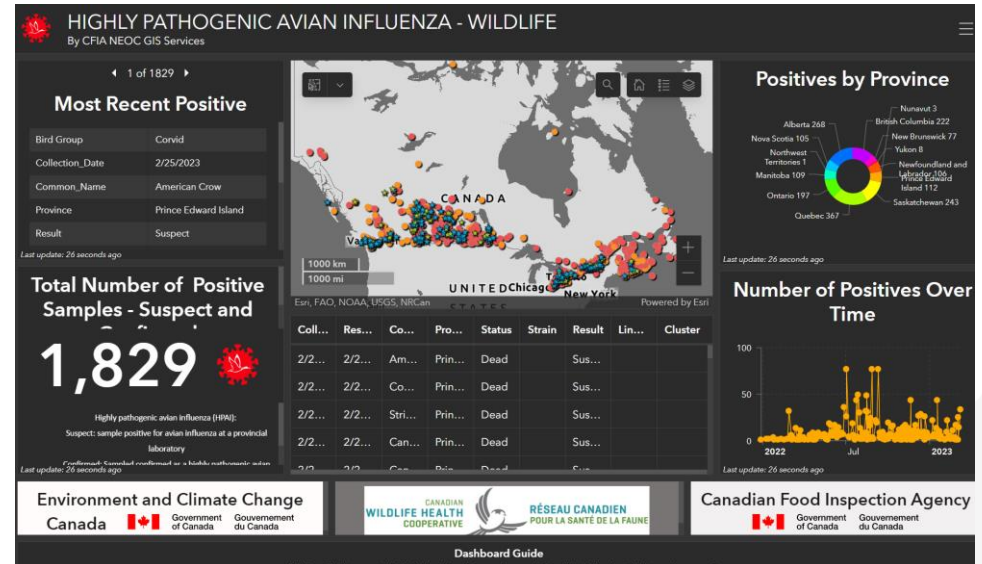 HIGHLY PATHOGENIC AVIAN INFLUENZA - WILDLIFE
By CFIA NEOC GIS Services
1 of 1829
Most Recent Positive
Bird Group Corvid
Collection_Date 2/25/2023
Common_Name American Crow
Province Prince Edward Island
Result Suspect
Last update: 26 seconds ago
Total Number of Positive
Samples - Suspect and
1,829
Highly pathogenic avian influenza (HPAI):
Suspect: sample positive for avian influenza at a provincial
laboratory
Confirmed: Sampled confirmed as a highly pathogenic avian
Last update: 26 seconds ago
CANADA
1000 km
1000 mi
UNITED
Chicag
New York
STATES
Esri, FAO, NOAA, USGS, NRCan
Powered by Esri
Coll... Res... Co... Pro... Status Strain Result Lin... Cluster
2/2... 2/2... Am... Prin... Dead Sus...
2/2... 2/2... Co... Prin... Dead Sus...
2/2... 2/2... Stri... Prin... Dead Sus...
2/2... 2/2... Can... Prin... Dead Sus...
Positives by Province
Nunavut 3
Alberta 268
British Columbia 222
Nova Scotia 105
New Brunswick 77
Northwest
Territories 1
Yukon 8
Newfoundland and
Labrador 106
Manitoba 109
Prince Edward
Island 112
Ontario 197
Saskatchewan 243
Quebec 367
Last update: 26 seconds ago
Number of Positives Over
Time
100
50
0
2022 Jul 2023
Last update: 26 seconds ago
Environment and Climate Change
Canada
Government
of Canada
Gouvernement
du Canada
CANADIAN
WILDLIFE HEALTH
COOPERATIVE
RÉSEAU CANADIEN
POUR LA SANTÉ DE LA FAUNE
Canadian Food Inspection Agency
Government
of Canada
Gouvernement
du Canada
Dashboard Guide